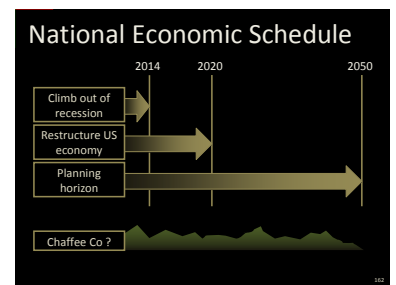 National Economic Schedule
2014 2020 2050
Climb out of
recession
Restructure US
economy
Planning
horizon
Chaffee Co ?
162